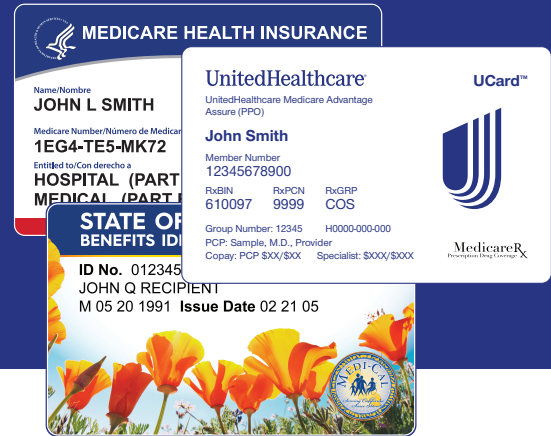 MEDICARE HEALTH INSURANCE
Name/Nombre
JOHN L SMITH
Medicare Number/Número de Medicar
1EG4-TE5-MK72
Entitled to/Con derecho a
HOSPITAL (PART
MEDICAL (PART
UnitedHealthcare
UCard™
UnitedHealthcare Medicare Advantage
Assure (PPO)
John Smith
Member Number
12345678900
RxBIN RxPCN RxGRP
610097 9999 COS
Group Number: 12345 H0000-000-000
PCP: Sample, M.D., Provider
Copay: PCP $XX/$XX Specialist: $XXX/$XXX
MedicareRx
Prescription Drug Coverage
STATE OF
BENEFITS IDE
ID No. 012345
JOHN Q RECIPIENT
M 05 20 1991 Issue Date 02 21 05
MEDI-CAL